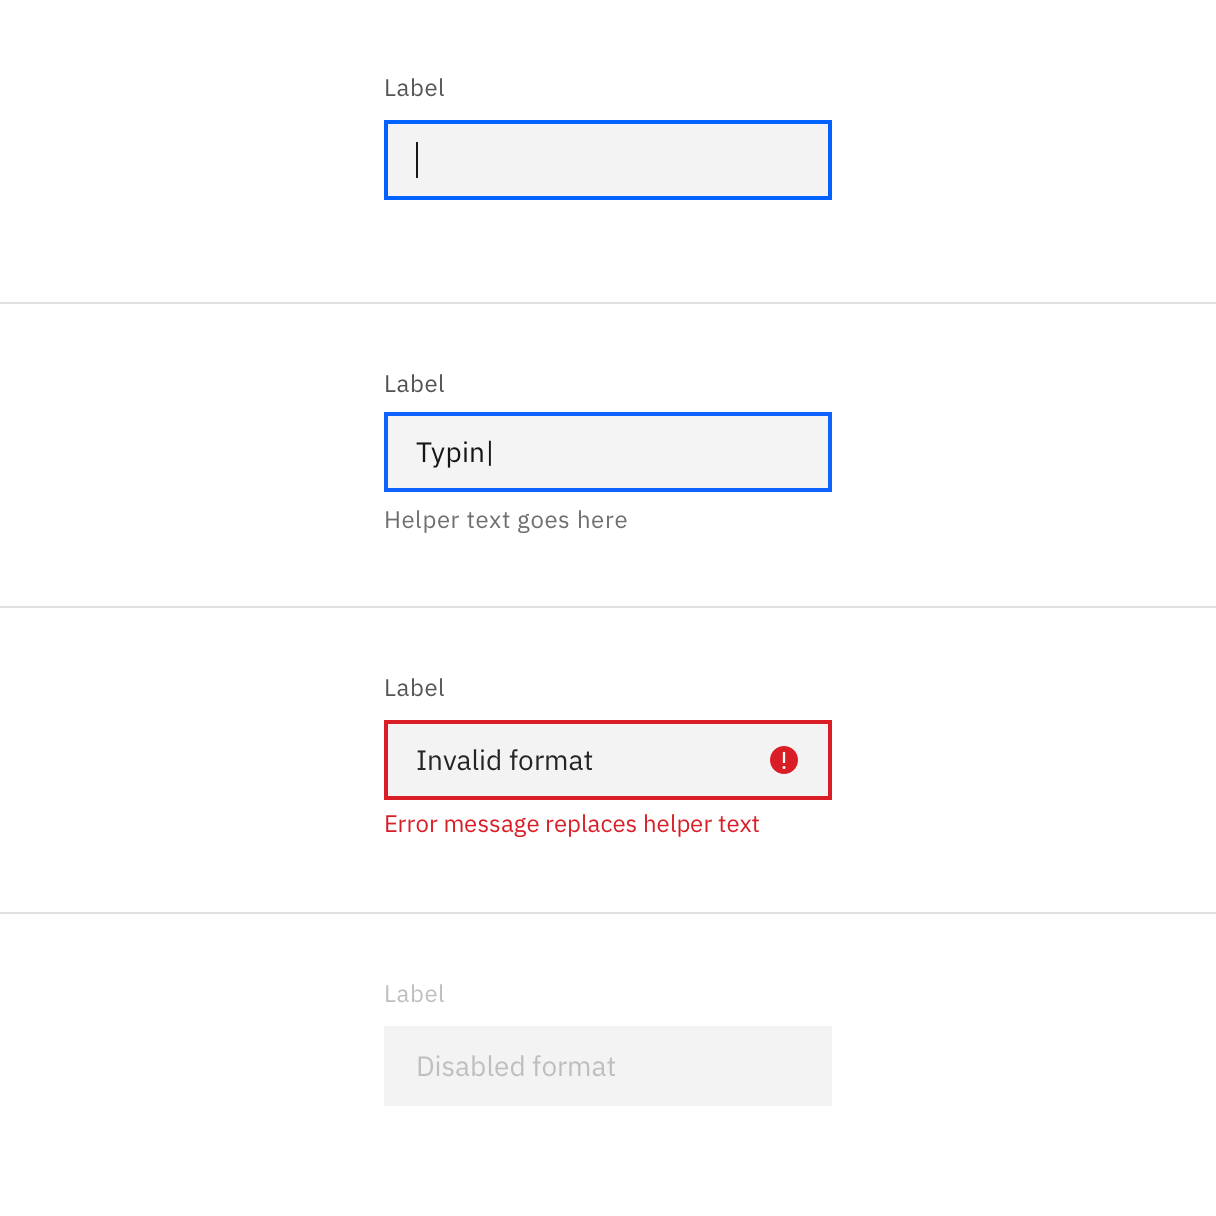 Label
Label
Typin
Helper text goes here
Label
Invalid format
Error message replaces helper text
Label
Disabled format